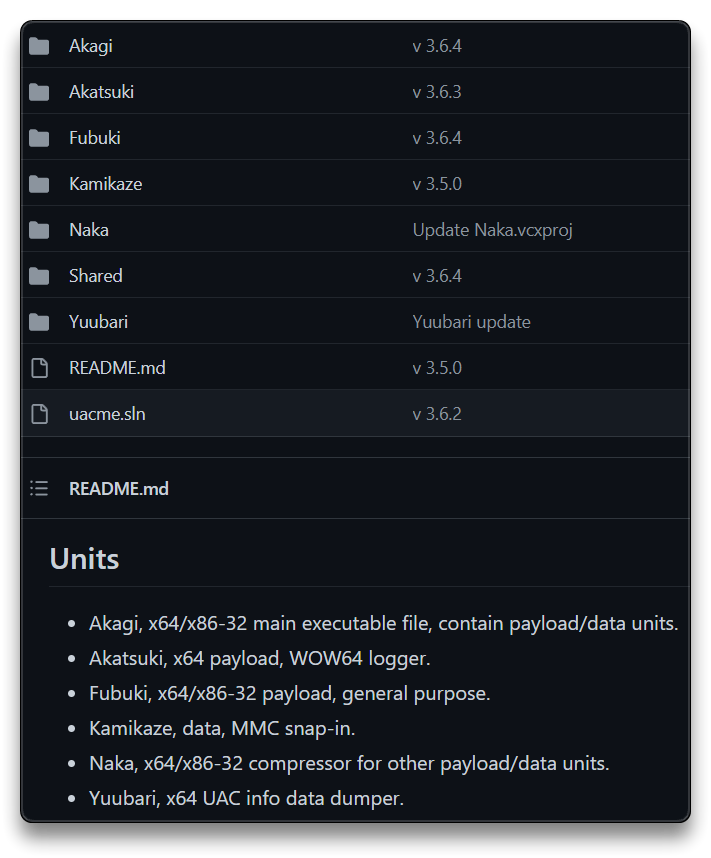 Akagi v 3.6.4
Akatsuki v 3.6.3
Fubuki v 3.6.4
Kamikaze v 3.5.0
Naka Update Naka.vcxproj
Shared v 3.6.4
Yuubari Yuubari update
README.md v 3.5.0
uacme.sln v 3.6.2
README.md
Units
• Akagi, x64/x86-32 main executable file, contain payload/data units.
• Akatsuki, x64 payload, WOW64 logger.
• Fubuki, x64/x86-32 payload, general purpose.
• Kamikaze, data, MMC snap-in.
• Naka, x64/x86-32 compressor for other payload/data units.
• Yuubari, x64 UAC info data dumper.